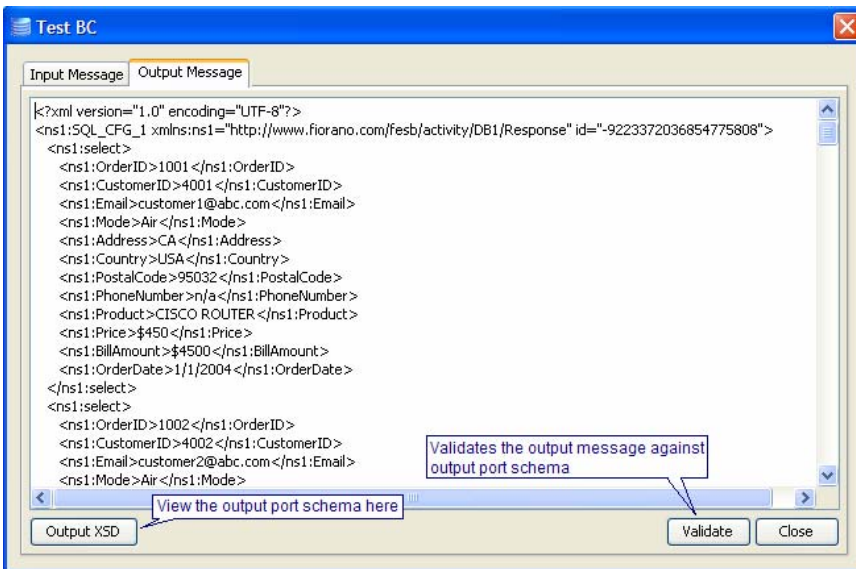 Test BC
Input Message
Output Message
<?xml version="1.0" encoding="UTF-8"?>
<ns1:SQL_CFG_1 xmlns:ns1="http://www.fiorano.com/fesb/activity/DB1/Response" id="-9223372036854775808">
<ns1:select>
<ns1:OrderID>1001</ns1:OrderID>
<ns1:CustomerID>4001</ns1:CustomerID>
<ns1:Email>customer1@abc.com</ns1:Email>
<ns1:Mode>Air</ns1:Mode>
<ns1:Address>CA</ns1:Address>
<ns1:Country>USA</ns1:Country>
<ns1:PostalCode>95032</ns1:PostalCode>
<ns1:PhoneNumber>n/a</ns1:PhoneNumber>
<ns1:Product>CISCO ROUTER</ns1:Product>
<ns1:Price>$450</ns1:Price>
<ns1:BillAmount>$4500</ns1:BillAmount>
<ns1:OrderDate>1/1/2004</ns1:OrderDate>
</ns1:select>
<ns1:select>
<ns1:OrderID>1002</ns1:OrderID>
<ns1:CustomerID>4002</ns1:CustomerID>
<ns1:Email>customer2@abc.com</ns1:Email>
<ns1:Mode>Air</ns1:Mode>
Validates the output message against
output port schema
View the output port schema here
Output XSD
Validate
Close